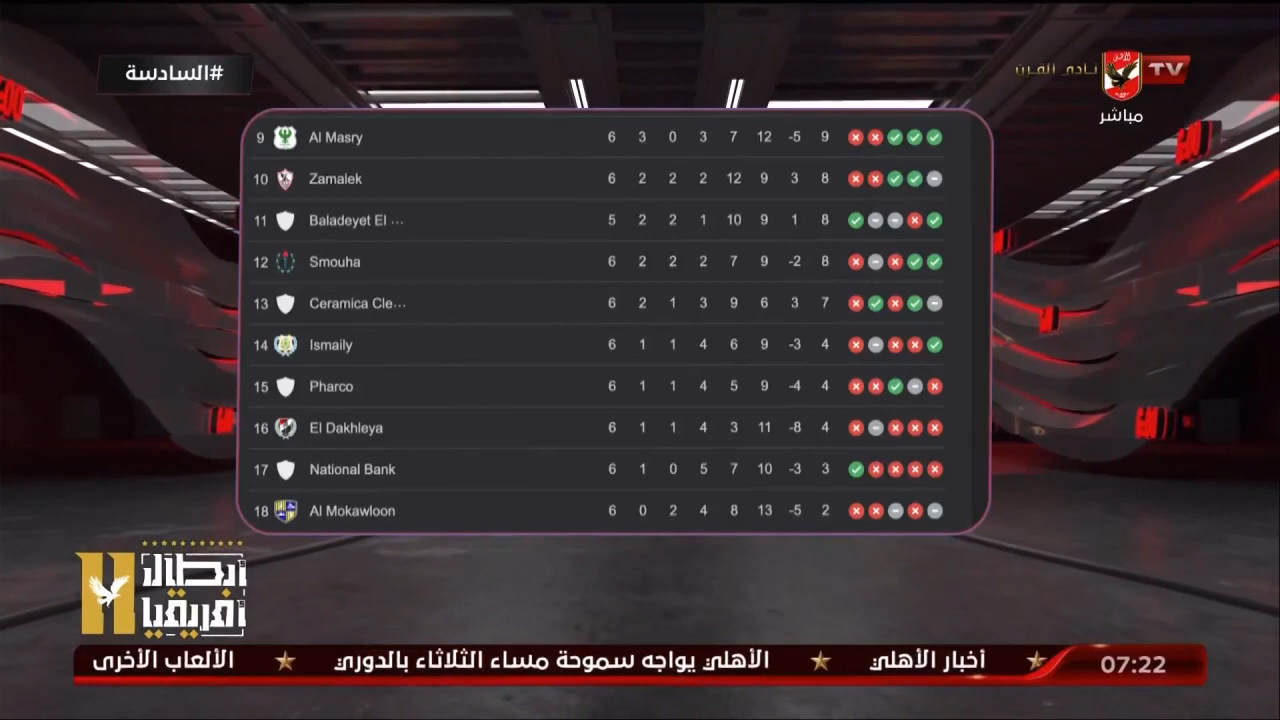 #السادسة
نادي القرن
TV
مباشر
9 Al Masry 6 3 0 3 7 12 -5 9
10 Zamalek 6 2 2 2 12 9 3 8
11 Baladeyet El ... 5 2 2 1 10 9 1 8
12 Smouha 6 2 2 2 7 9 -2 8
13 Ceramica Cle... 6 2 1 3 9 6 3 7
14 Ismaily 6 1 1 4 6 9 -3 4
15 Pharco 6 1 1 4 5 9 -4 4
16 El Dakhleya 6 1 1 4 3 11 -8 4
17 National Bank 6 1 0 5 7 10 -3 3
18 Al Mokawloon 6 0 2 4 8 13 -5 2
11 أبطال
أفريقيا
07:22 أخبار الأهلي الأهلي يواجه سموحة مساء الثلاثاء بالدوري الألعاب الأخرى